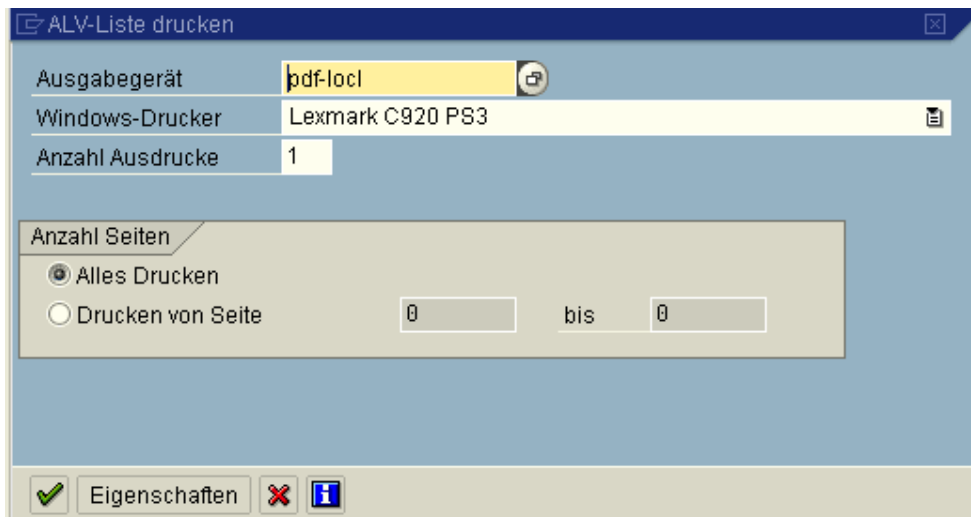 ALV-Liste drucken
Ausgabegerät pdf-locl
Windows-Drucker Lexmark C920 PS3
Anzahl Ausdrucke 1
Anzahl Seiten
Alles Drucken
Drucken von Seite 0 bis 0
Eigenschaften